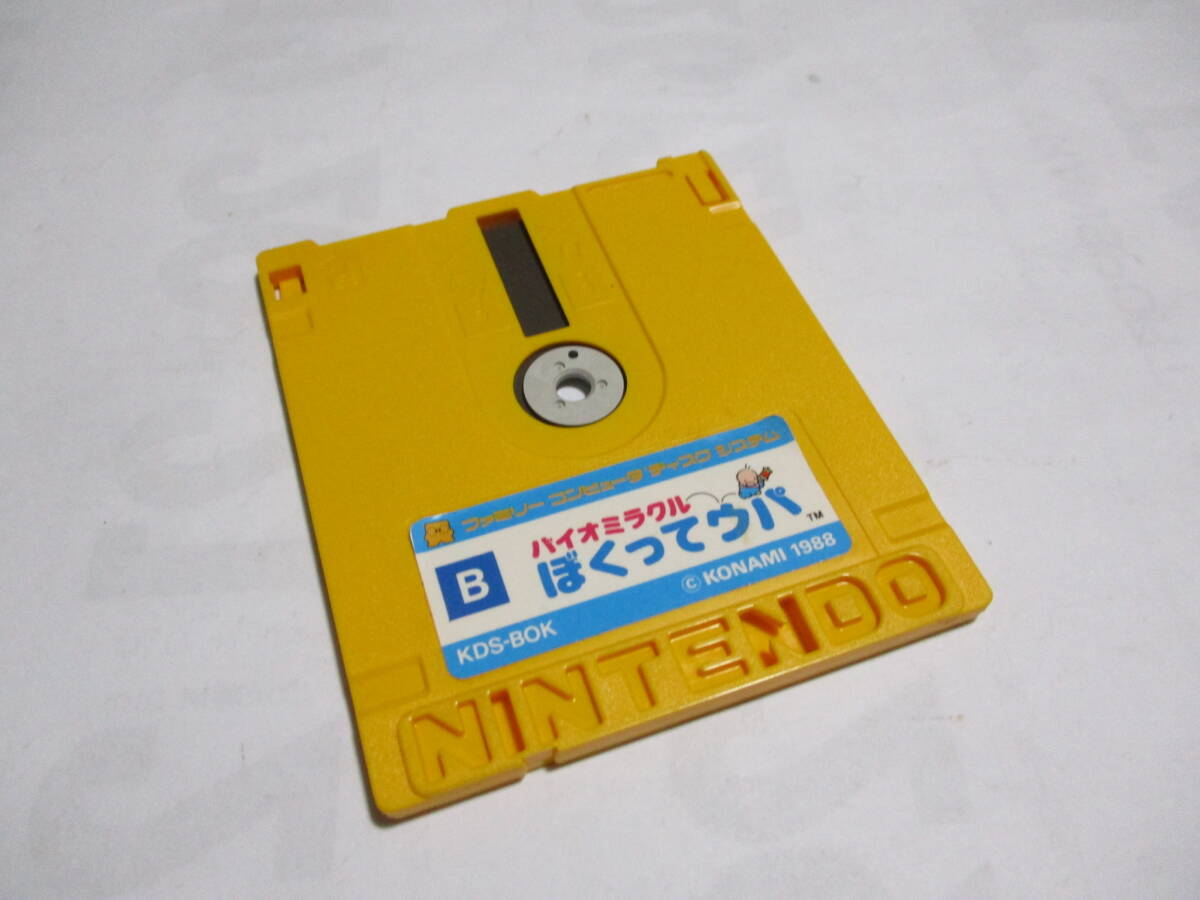 ファミリー コンピュータ ディスク システム
B
バイオミラクル
ぼくってウパ TM
© KONAMI 1988
KDS-BOK
NINTENDO